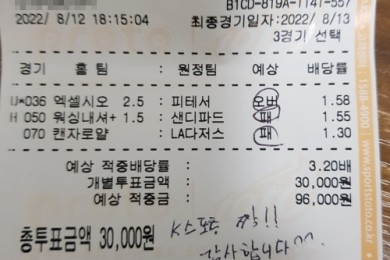 B1CD-819A-1141-557
2022/ 8/12 18:15:04 최종경기일자:2022/ 8/13
3경기 선택
경기 홈 팀 : 원정팀 예상 배당률
U*036 엑셀시오 2.5 : 피테서 오버 1.58
H 050 워싱내셔+ 1.5 : 샌디파드 패 1.55
070 캔자로얄 : LA다저스 패 1.30
예상 적중배당률 : 3.20배
개별투표금액 : 30,000원
예상 적중금 : 96,000원
총투표금액 30,000원
K스포츠 짱!!
감사합니다^^
www.sportstoto.co.kr
1588-4900